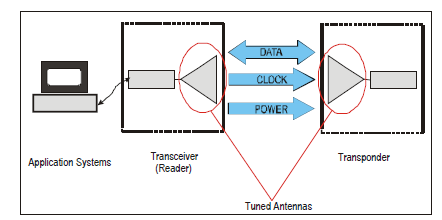 DATA
CLOCK
POWER
Application Systems
Transceiver
(Reader)
Transponder
Tuned Antennas